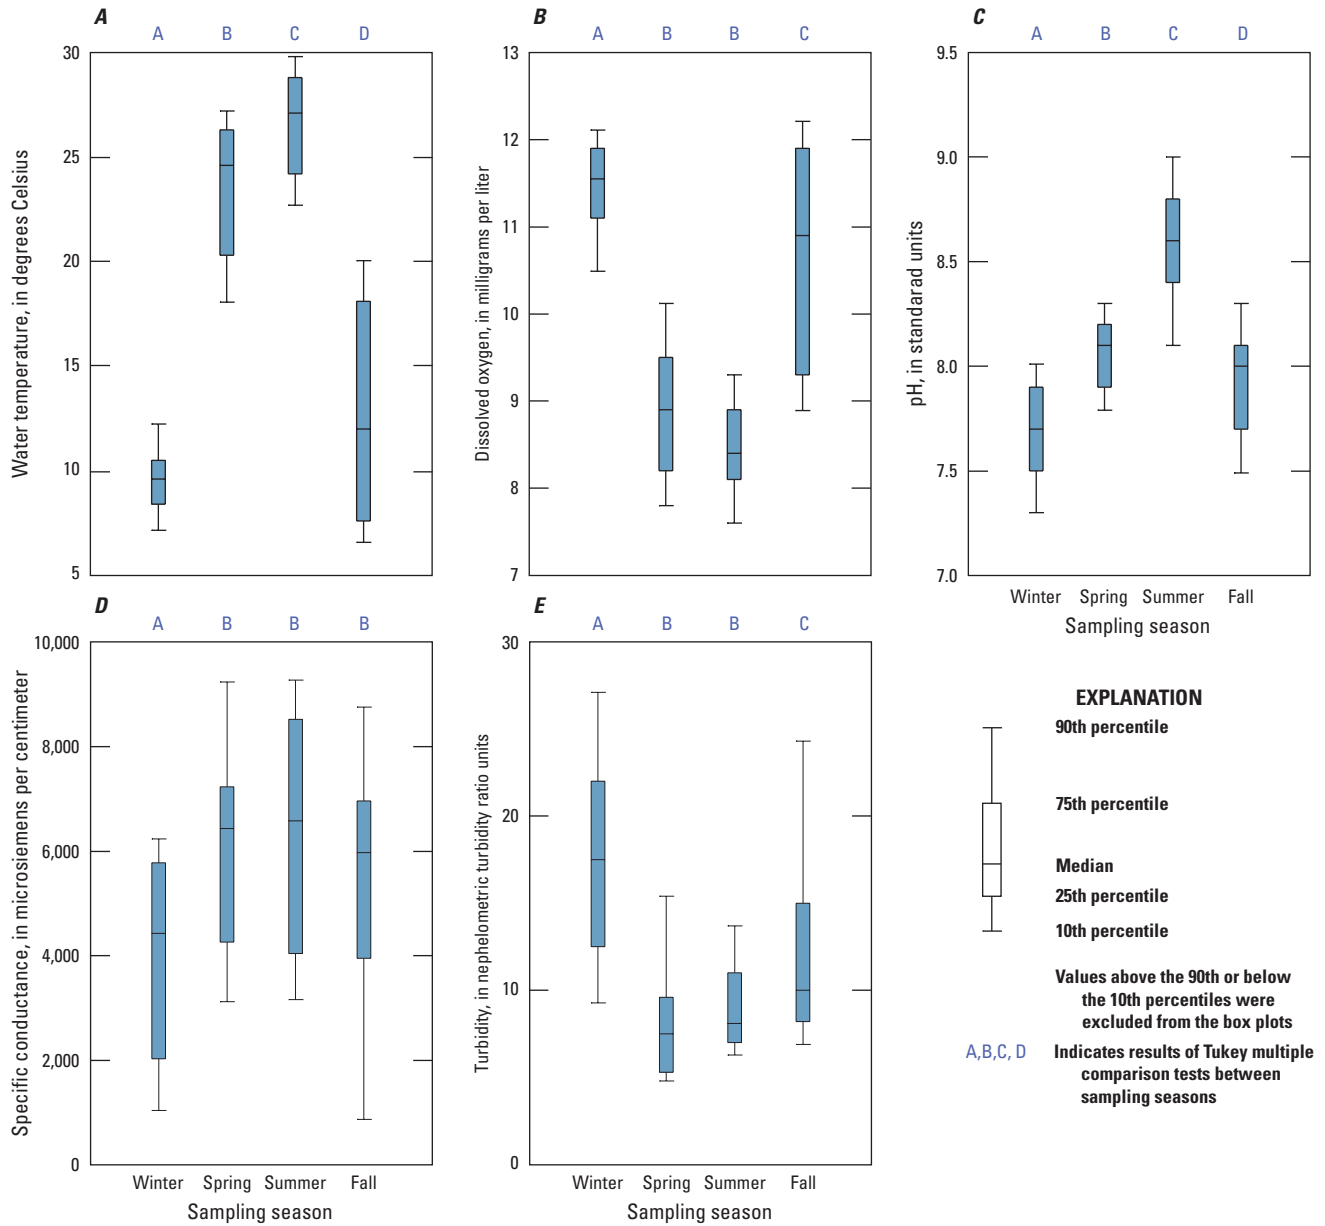 A
A B C D
30
25
20
15
10
5
Water temperature, in degrees Celsius
B
A B B C
13
12
11
10
9
8
7
Dissolved oxygen, in milligrams per liter
C
A B C D
9.5
9.0
8.5
8.0
7.5
7.0
pH, in standarad units
Winter Spring Summer Fall
Sampling season
D
A B B B
10,000
8,000
6,000
4,000
2,000
0
Specific conductance, in microsiemens per centimeter
Winter Spring Summer Fall
Sampling season
E
A B B C
30
20
10
0
Turbidity, in nephelometric turbidity ratio units
Winter Spring Summer Fall
Sampling season
EXPLANATION
90th percentile
75th percentile
Median
25th percentile
10th percentile
Values above the 90th or below
the 10th percentiles were
excluded from the box plots
A,B,C, D Indicates results of Tukey multiple
comparison tests between
sampling seasons